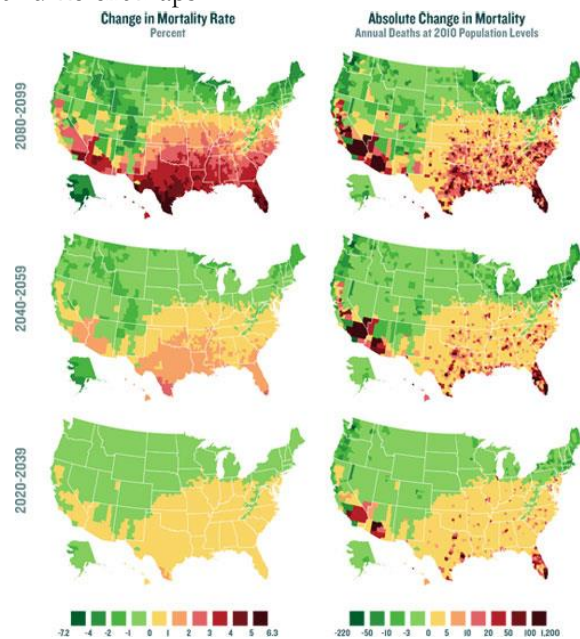 Change in Mortality Rate
Percent
Absolute Change in Mortality
Annual Deaths at 2010 Population Levels
2080-2099
2040-2059
2020-2039
-7.2 -4 -2 -1 0 1 2 3 4 5 6.3
-220 -50 -10 -3 0 5 10 20 50 100 1,200